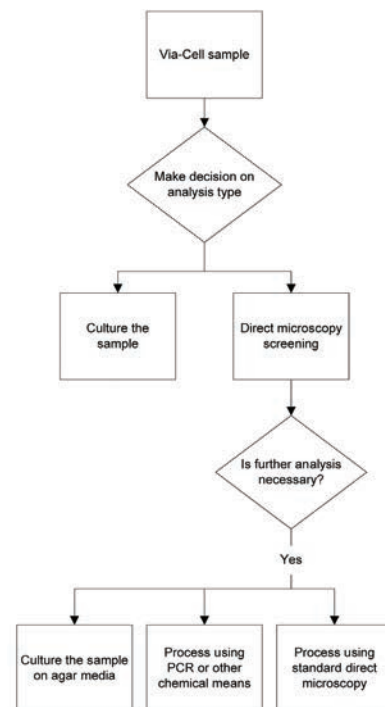 Via-Cell sample
Make decision on
analysis type
Culture the
sample
Direct microscopy
screening
Is further analysis
necessary?
Yes
Culture the sample
on agar media
Process using
PCR or other
chemical means
Process using
standard direct
microscopy